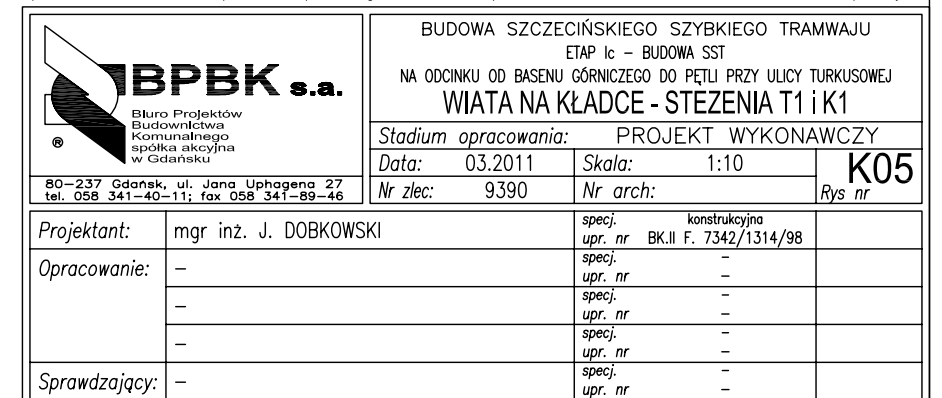 BPBK s.a.
Biuro Projektów
Budownictwa
Komunalnego
spółka akcyjna
w Gdańsku
®
80-237 Gdańsk, ul. Jana Uphagena 27
tel. 058 341-40-11; fax 058 341-89-46
BUDOWA SZCZECIŃSKIEGO SZYBKIEGO TRAMWAJU
ETAP Ic - BUDOWA SST
NA ODCINKU OD BASENU GÓRNICZEGO DO PĘTLI PRZY ULICY TURKUSOWEJ
WIATA NA KŁADCE - STEZENIA T1 i K1
Stadium opracowania: PROJEKT WYKONAWCZY
Data: 03.2011 Skala: 1:10
Nr zlec: 9390 Nr arch:
K05
Rys nr
Projektant: mgr inż. J. DOBKOWSKI
specj. konstrukcyjna
upr. nr BK.II F. 7342/1314/98
Opracowanie: -
specj. -
upr. nr -
-
specj. -
upr. nr -
-
specj. -
upr. nr -
Sprawdzający: -
specj. -
upr. nr -